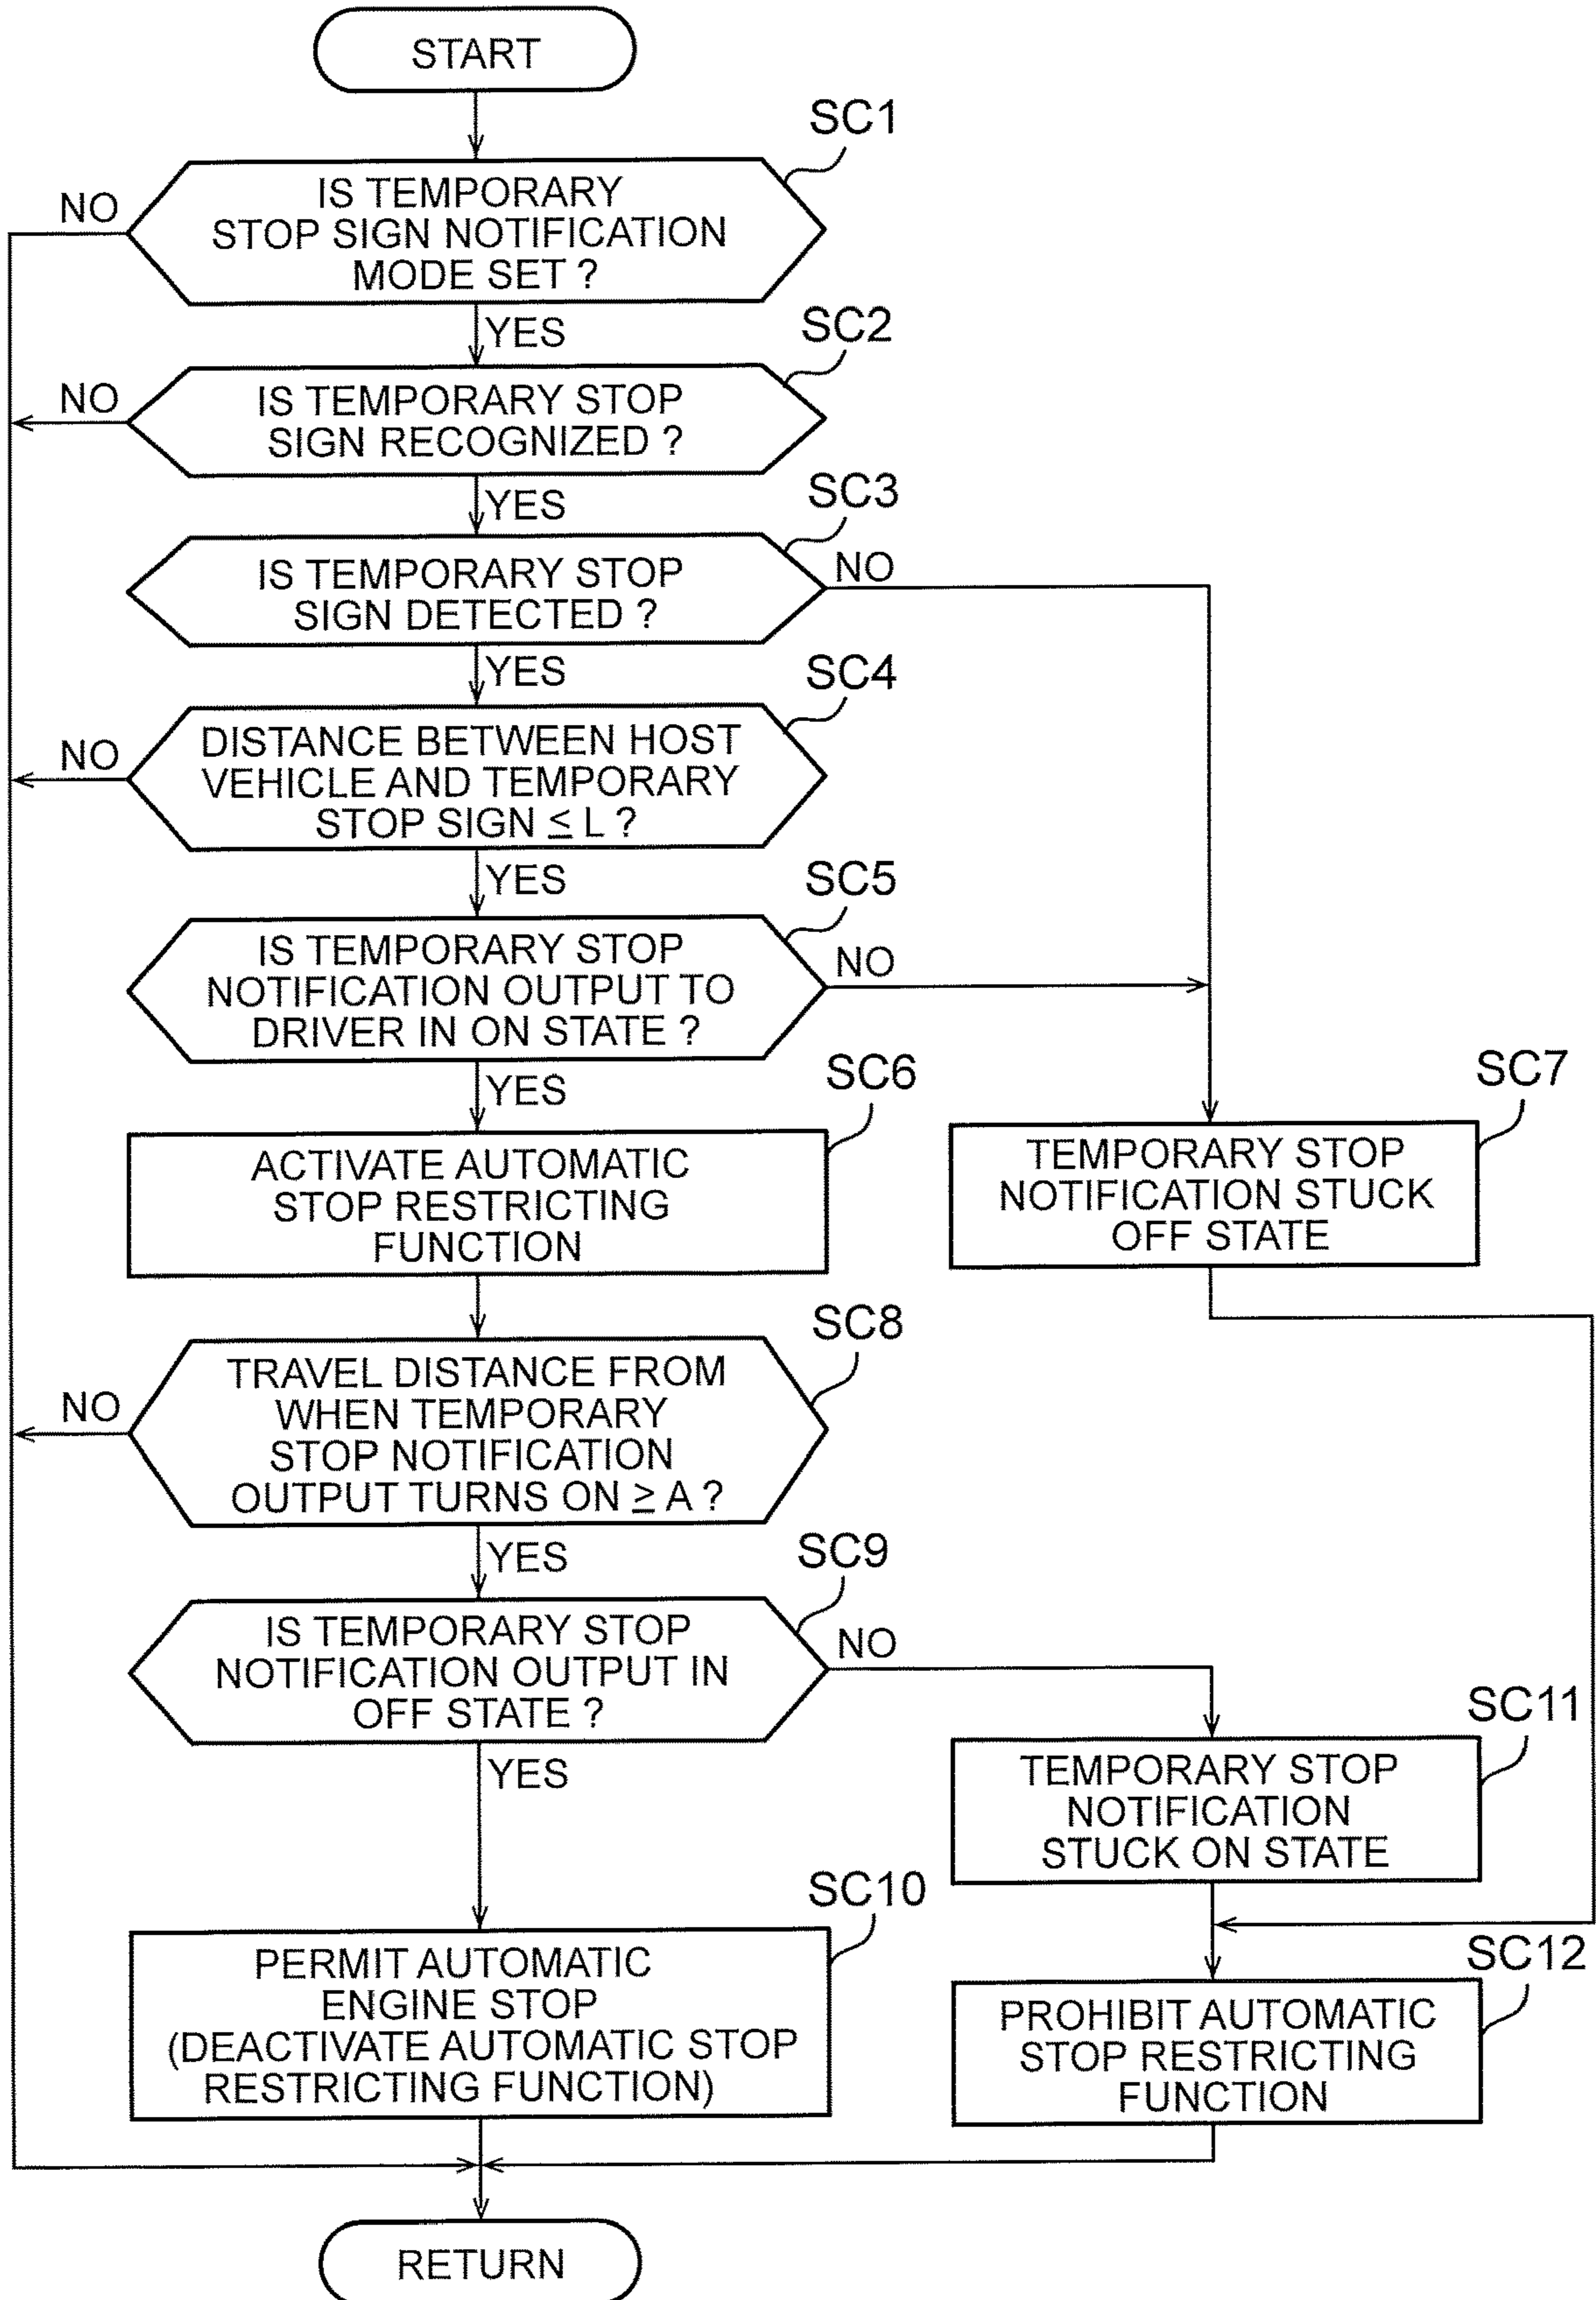 START
SC1
IS TEMPORARY
STOP SIGN NOTIFICATION
MODE SET ?
NO
YES
SC2
IS TEMPORARY STOP
SIGN RECOGNIZED ?
NO
YES
SC3
IS TEMPORARY STOP
SIGN DETECTED ?
NO
YES
SC4
DISTANCE BETWEEN HOST
VEHICLE AND TEMPORARY
STOP SIGN ≤ L ?
NO
YES
SC5
IS TEMPORARY STOP
NOTIFICATION OUTPUT TO
DRIVER IN ON STATE ?
NO
YES
SC6
ACTIVATE AUTOMATIC
STOP RESTRICTING
FUNCTION
SC7
TEMPORARY STOP
NOTIFICATION STUCK
OFF STATE
SC8
TRAVEL DISTANCE FROM
WHEN TEMPORARY
STOP NOTIFICATION
OUTPUT TURNS ON ≥ A ?
NO
YES
SC9
IS TEMPORARY STOP
NOTIFICATION OUTPUT IN
OFF STATE ?
NO
YES
SC11
TEMPORARY STOP
NOTIFICATION
STUCK ON STATE
SC10
PERMIT AUTOMATIC
ENGINE STOP
(DEACTIVATE AUTOMATIC STOP
RESTRICTING FUNCTION)
SC12
PROHIBIT AUTOMATIC
STOP RESTRICTING
FUNCTION
RETURN